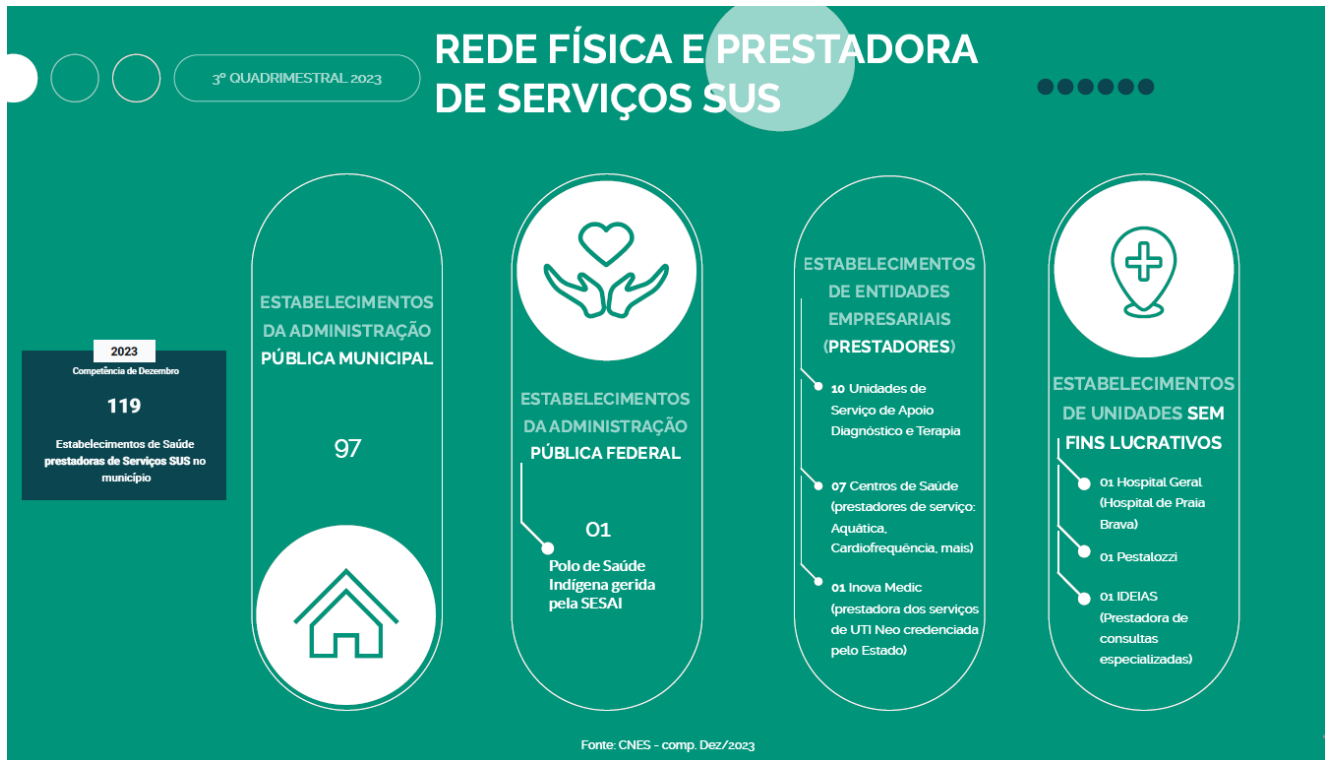 3º QUADRIMESTRAL 2023
REDE FÍSICA E PRESTADORA
DE SERVIÇOS SUS
2023
Competência de Dezembro
119
Estabelecimentos de Saúde
prestadoras de Serviços SUS no
município
ESTABELECIMENTOS
DA ADMINISTRAÇÃO
PÚBLICA MUNICIPAL
97
ESTABELECIMENTOS
DA ADMINISTRAÇÃO
PÚBLICA FEDERAL
01
Polo de Saúde
Indígena gerida
pela SESAI
ESTABELECIMENTOS
DE ENTIDADES
EMPRESARIAIS
(PRESTADORES)
10 Unidades de
Serviço de Apoio
Diagnóstico e Terapia
07 Centros de Saúde
(prestadores de serviço:
Aquática,
Cardiofrequência, mais)
01 Inova Medic
(prestadora dos serviços
de UTI Neo credenciada
pelo Estado)
ESTABELECIMENTOS
DE UNIDADES SEM
FINS LUCRATIVOS
01 Hospital Geral
(Hospital de Praia
Brava)
01 Pestalozzi
01 IDEIAS
(Prestadora de
consultas
especializadas)
Fonte: CNES - comp. Dez/2023